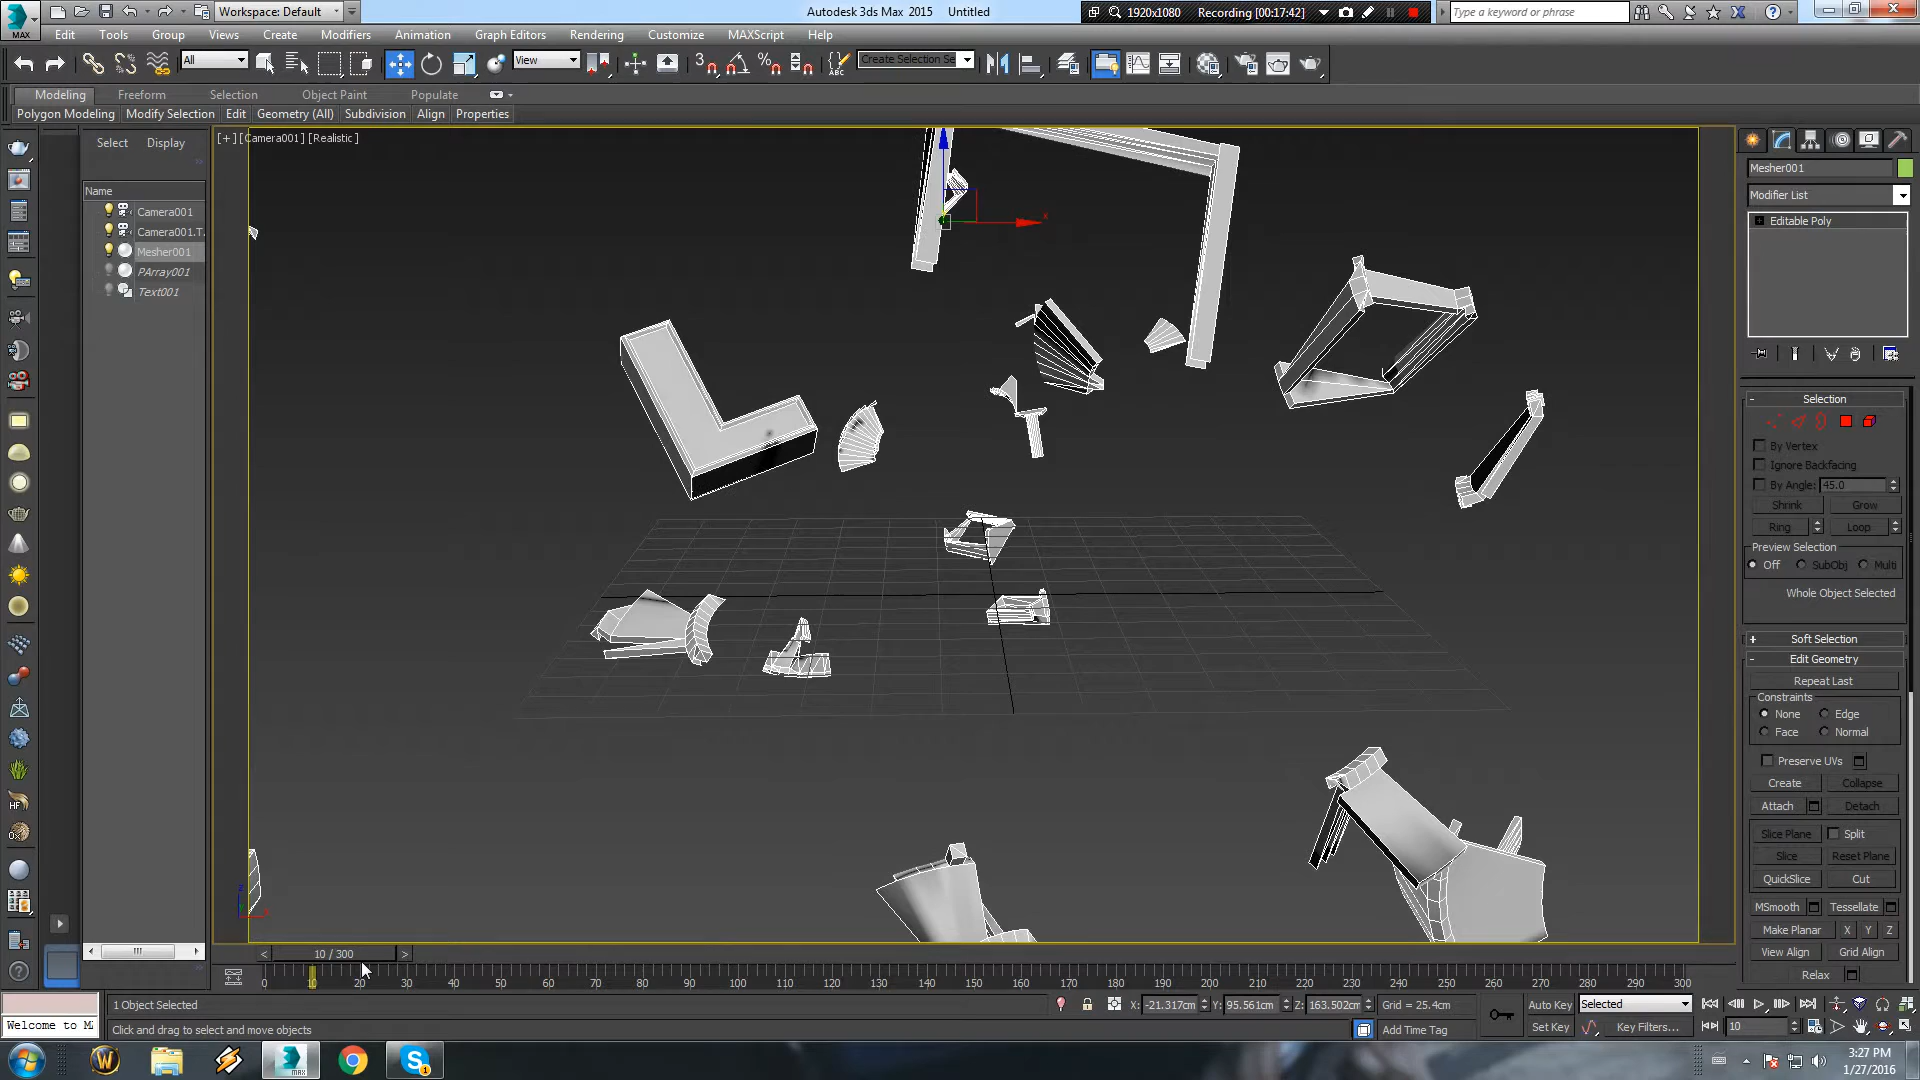 Workspace: Default
Autodesk 3ds Max 2015 Untitled
1920x1080 Recording [00:17:42]
Type a keyword or phrase
MAX
Edit Tools Group Views Create Modifiers Animation Graph Editors Rendering Customize MAXScript Help
All
View
Create Selection Se
Modeling Freeform Selection Object Paint Populate
Polygon Modeling Modify Selection Edit Geometry (All) Subdivision Align Properties
Select Display
[+][Camera001][Realistic]
Name
Camera001
Camera001.T.
Mesher001
PArray001
Text001
Mesher001
Modifier List
Editable Poly
Selection
By Vertex
Ignore Backfacing
By Angle: 45.0
Shrink Grow
Ring Loop
Preview Selection
Off SubObj Multi
Whole Object Selected
Soft Selection
Edit Geometry
Repeat Last
Constraints
None Edge
Face Normal
Preserve UVs
Create Collapse
Attach Detach
Slice Plane Split
Slice Reset Plane
QuickSlice Cut
MSmooth Tessellate
Make Planar X Y Z
View Align Grid Align
Relax
10 / 300
0 10 20 30 40 50 60 70 80 90 100 110 120 130 140 150 160 170 180 190 200 210 220 230 240 250 260 270 280 290 300
1 Object Selected
X: -21.317cm Y: 95.561cm Z: 163.502cm Grid = 25.4cm
Auto Key Selected
Welcome to M
Click and drag to select and move objects
Add Time Tag
Set Key Key Filters...
10
3:27 PM
1/27/2016